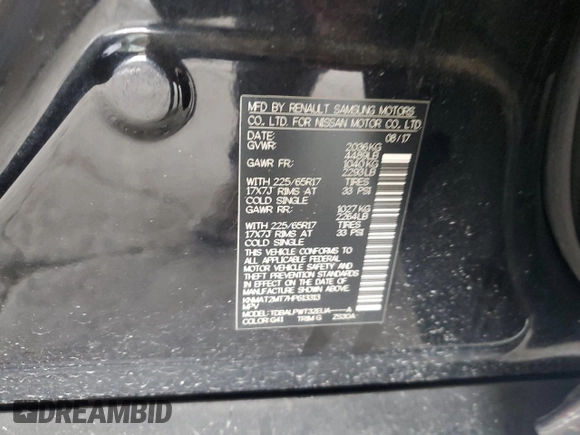 MFD BY RENAULT SAMSUNG MOTORS
CO. LTD. FOR NISSAN MOTOR CO. LTD.
DATE: 08/17
GVWR: 2036KG
4489LB
GAWR FR: 1040KG
2293LB
WITH 225/65R17 TIRES
17X7J RIMS AT 33 PSI
COLD SINGLE
GAWR RR: 1027KG
2264LB
WITH 225/65R17 TIRES
17X7J RIMS AT 33 PSI
COLD SINGLE
THIS VEHICLE CONFORMS TO
ALL APPLICABLE FEDERAL
MOTOR VEHICLE SAFETY AND
THEFT PREVENTION STANDARDS
IN EFFECT ON THE DATE OF
MANUFACTURE.
KNMAT2MT7HP613313
MPV
MODEL: A
COLOR G41 TRIM G
DREAMBID